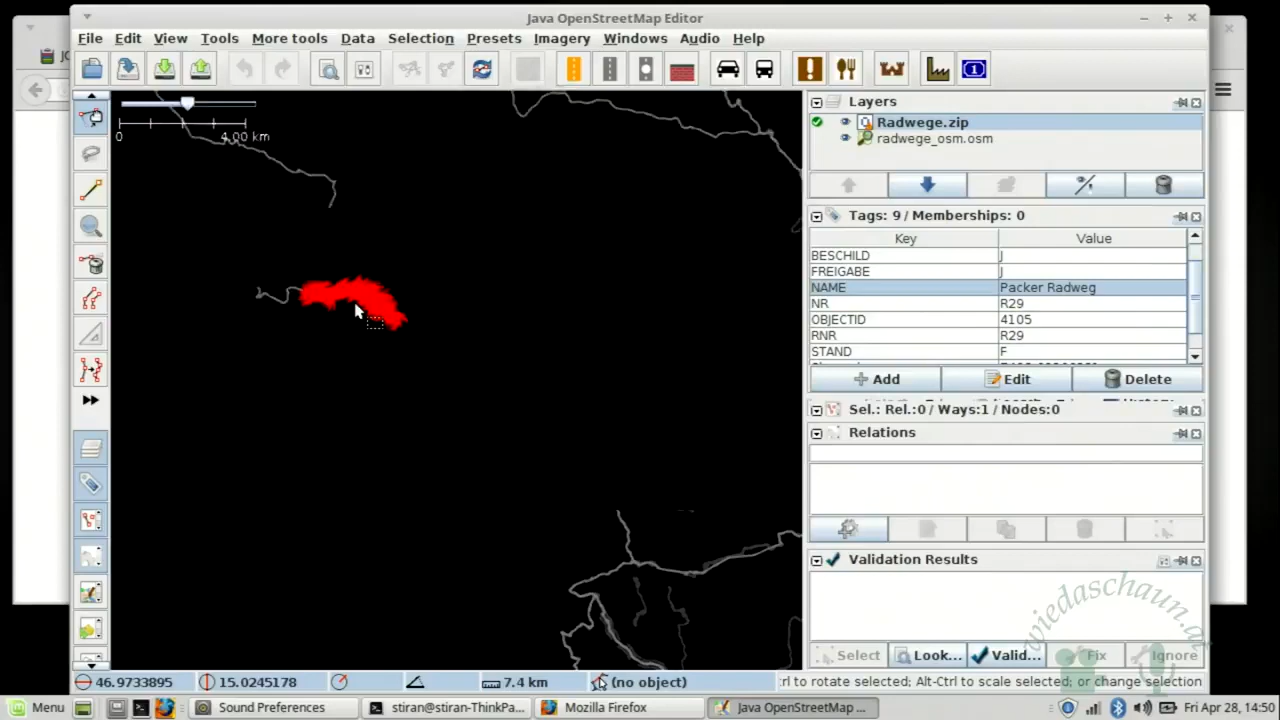 Java OpenStreetMap Editor
File Edit View Tools More tools Data Selection Presets Imagery Windows Audio Help
0 4.00 km
Layers
Radwege.zip
radwege_osm.osm
Tags: 9 / Memberships: 0
Key Value
BESCHILD J
FREIGABE J
NAME Packer Radweg
NR R29
OBJECTID 4105
RNR R29
STAND F
Add Edit Delete
Sel.: Rel.:0 / Ways:1 / Nodes:0
Relations
Validation Results
wiedaschaun.at
Select Look... Valid... Fix Ignore
46.9733895 15.0245178 7.4 km (no object) rl to rotate selected; Alt-Ctrl to scale selected; or change selection
Menu Sound Preferences stiran@stiran-ThinkPa... Mozilla Firefox Java OpenStreetMap ... Fri Apr 28, 14:50